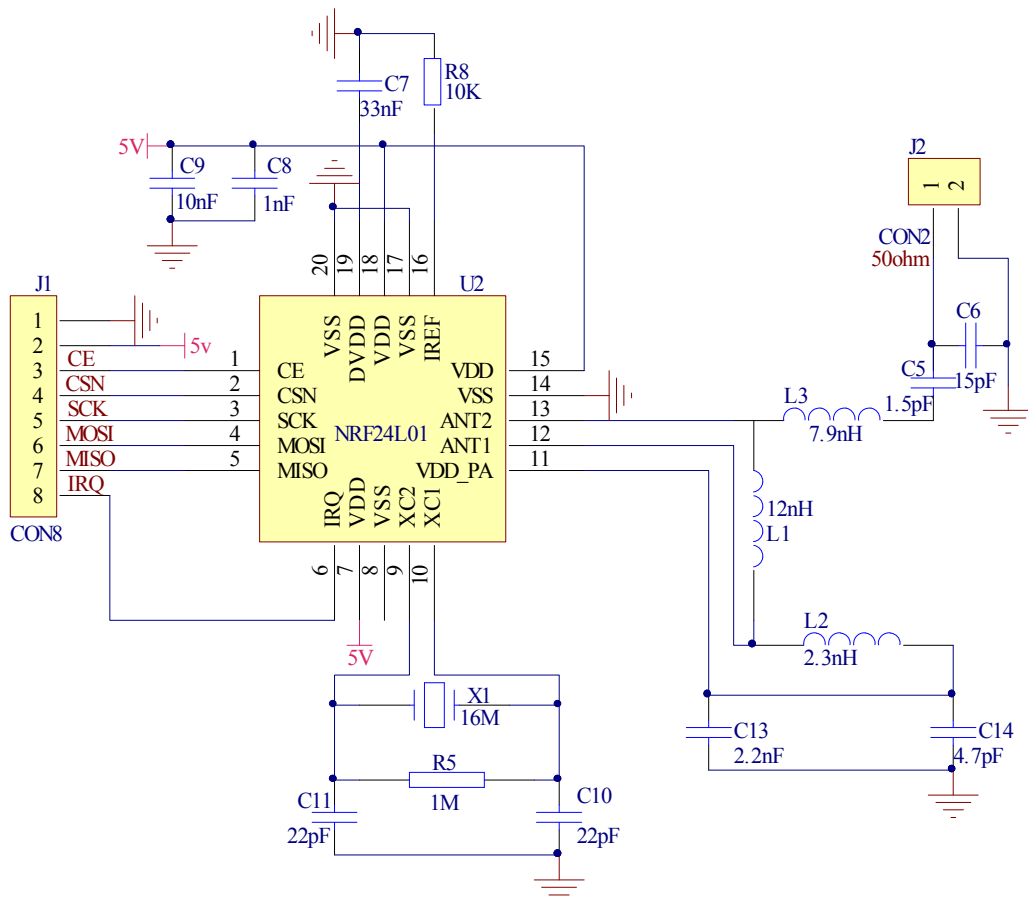 C7
33nF
R8
10K
5V
C9
10nF
C8
1nF
J2
1
2
CON2
50ohm
C6
15pF
C5
1.5pF
J1
1
2
3
4
5
6
7
8
CON8
5v
CE
CSN
SCK
MOSI
MISO
IRQ
20
19
18
17
16
U2
VSS
DVDD
VDD
VSS
IREF
1
2
3
4
5
CE
CSN
SCK
MOSI
MISO
NRF24L01
VDD
VSS
ANT2
ANT1
VDD_PA
15
14
13
12
11
IRQ
VDD
VSS
XC2
XC1
6
7
8
9
10
5V
L3
7.9nH
12nH
L1
L2
2.3nH
X1
16M
R5
1M
C11
22pF
C10
22pF
C13
2.2nF
C14
4.7pF